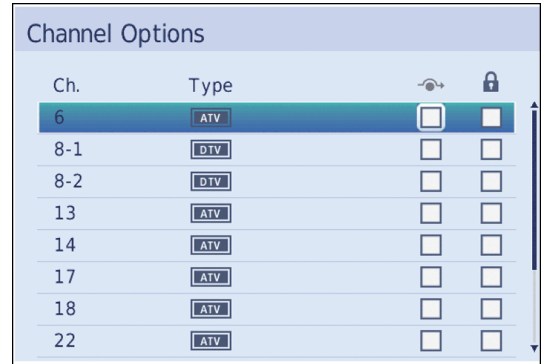 Channel Options
Ch. Type
6 ATV
8-1 DTV
8-2 DTV
13 ATV
14 ATV
17 ATV
18 ATV
22 ATV